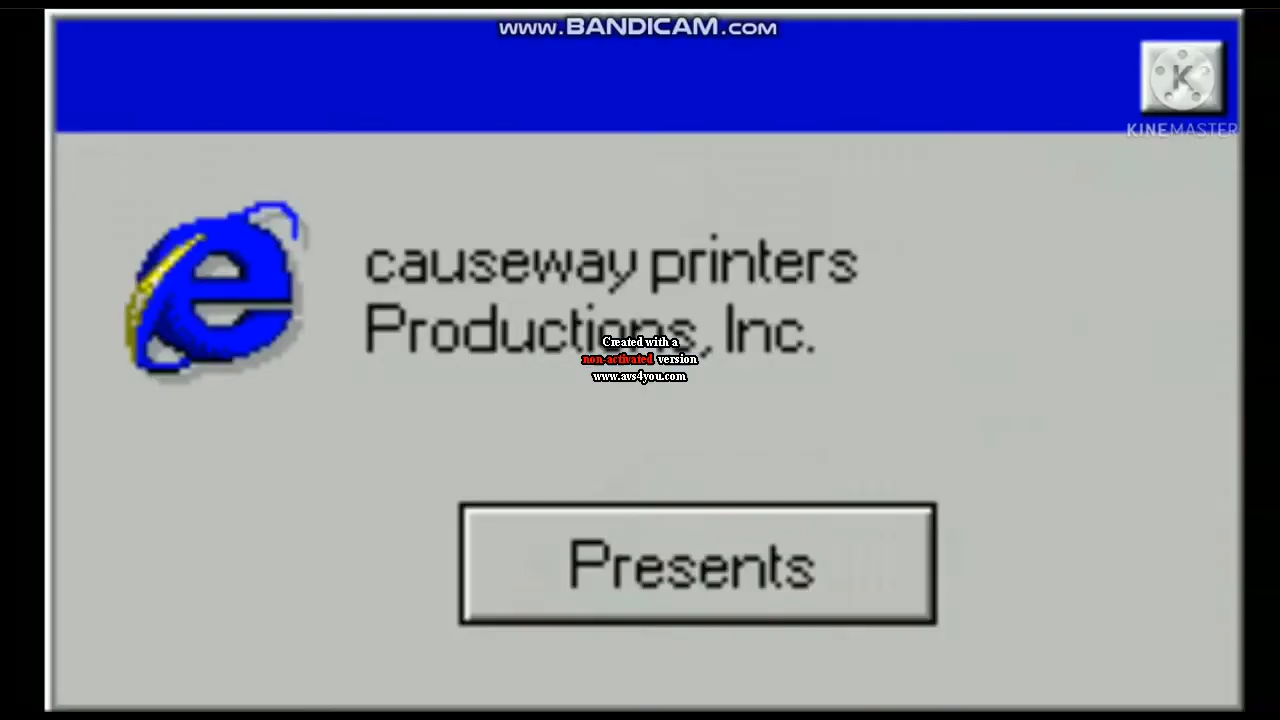 www.BANDICAM.com
K
KINEMASTER
causeway printers
Productions, Inc.
Created with a
non-activated version
www.avs4you.com
Presents